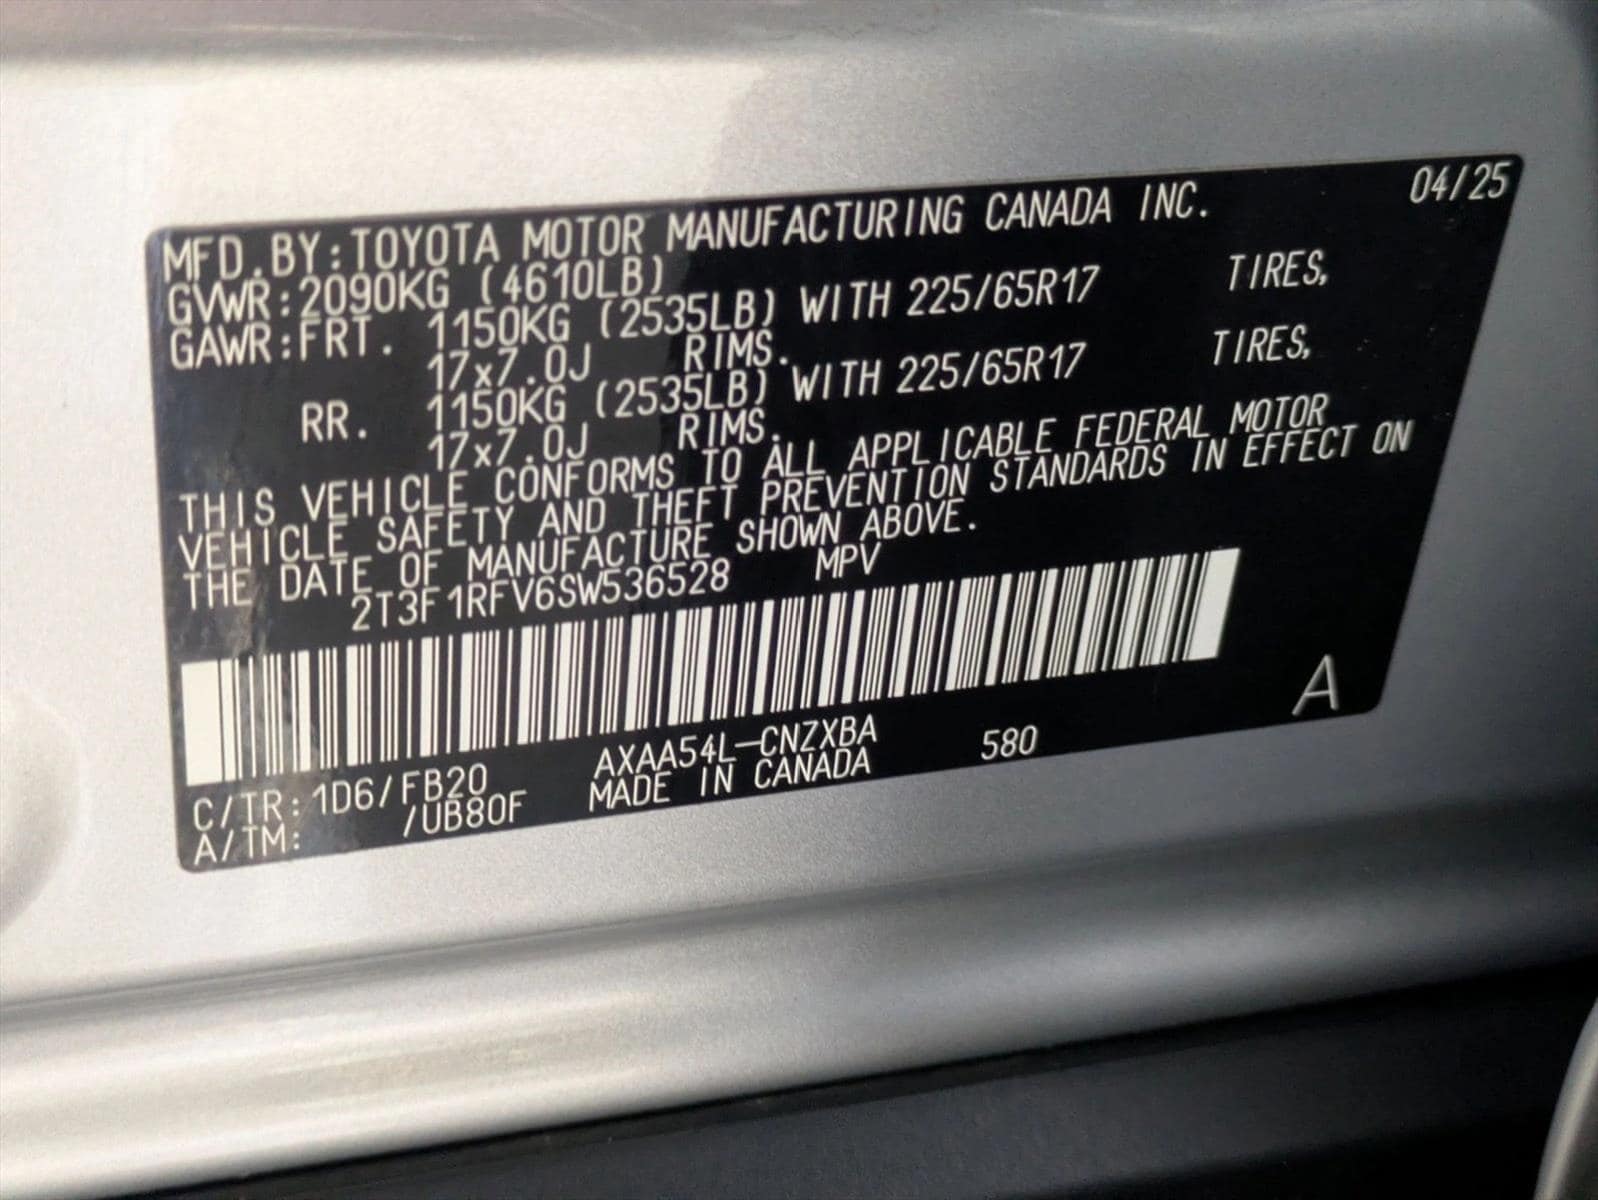 04/25
MFD.BY:TOYOTA MOTOR MANUFACTURING CANADA INC.
GVWR:2090KG (4610LB)
GAWR:FRT. 1150KG (2535LB) WITH 225/65R17 TIRES,
17x7.0J RIMS.
RR. 1150KG (2535LB) WITH 225/65R17 TIRES,
17x7.0J RIMS.
THIS VEHICLE CONFORMS TO ALL APPLICABLE FEDERAL MOTOR
VEHICLE SAFETY AND THEFT PREVENTION STANDARDS IN EFFECT ON
THE DATE OF MANUFACTURE SHOWN ABOVE.
2T3F1RFV6SW536528 MPV
A
AXAA54L-CNZXBA 580
C/TR:1D6/FB20 MADE IN CANADA
A/TM: /UB80F